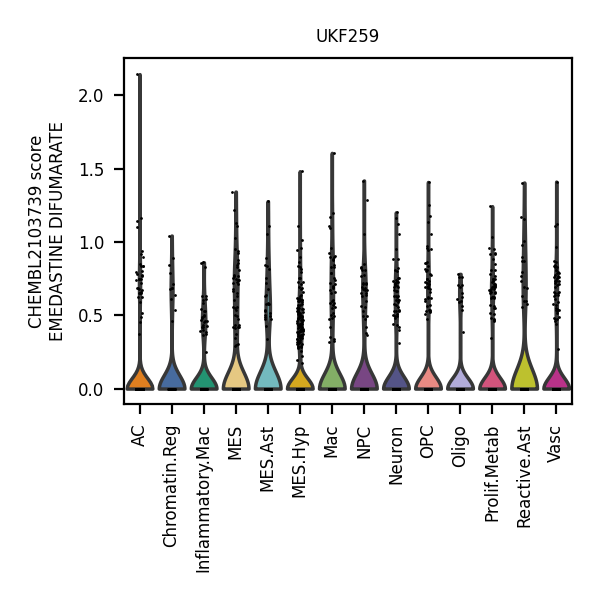 UKF259
CHEMBL2103739 score
EMEDASTINE DIFUMARATE
2.0
1.5
1.0
0.5
0.0
AC
Chromatin.Reg
Inflammatory.Mac
MES
MES.Ast
MES.Hyp
Mac
NPC
Neuron
OPC
Oligo
Prolif.Metab
Reactive.Ast
Vasc